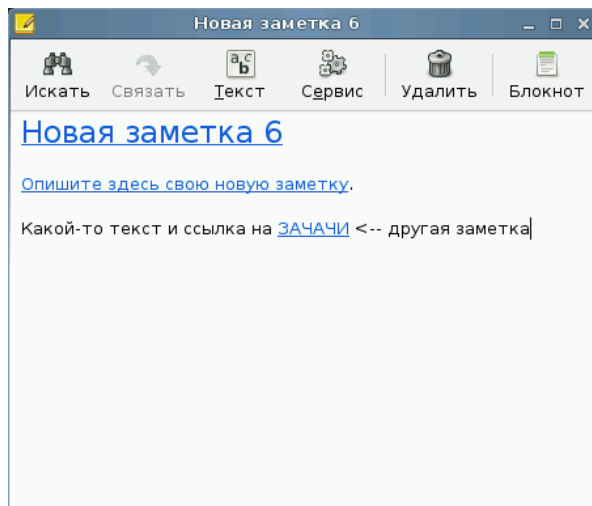 Новая заметка 6
Искать Связать Текст Сервис Удалить Блокнот
Новая заметка 6
Опишите здесь свою новую заметку.
Какой-то текст и ссылка на ЗАЧАЧИ <-- другая заметка